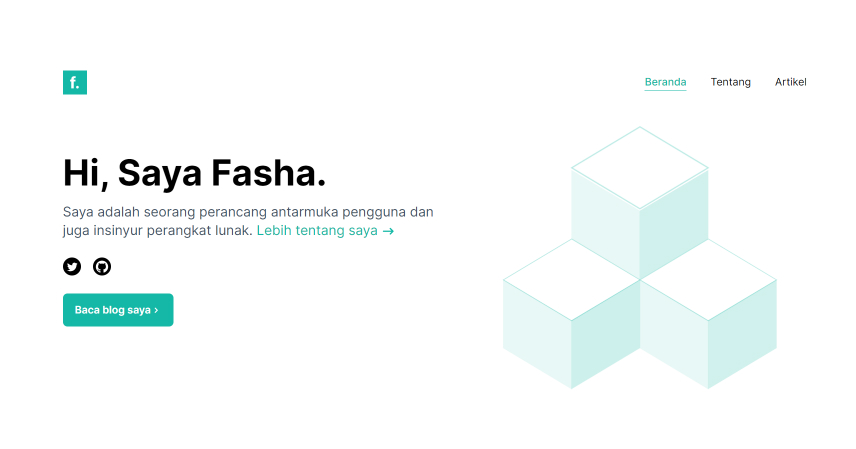 f.
Beranda Tentang Artikel
Hi, Saya Fasha.
Saya adalah seorang perancang antarmuka pengguna dan
juga insinyur perangkat lunak. Lebih tentang saya →
Baca blog saya ›